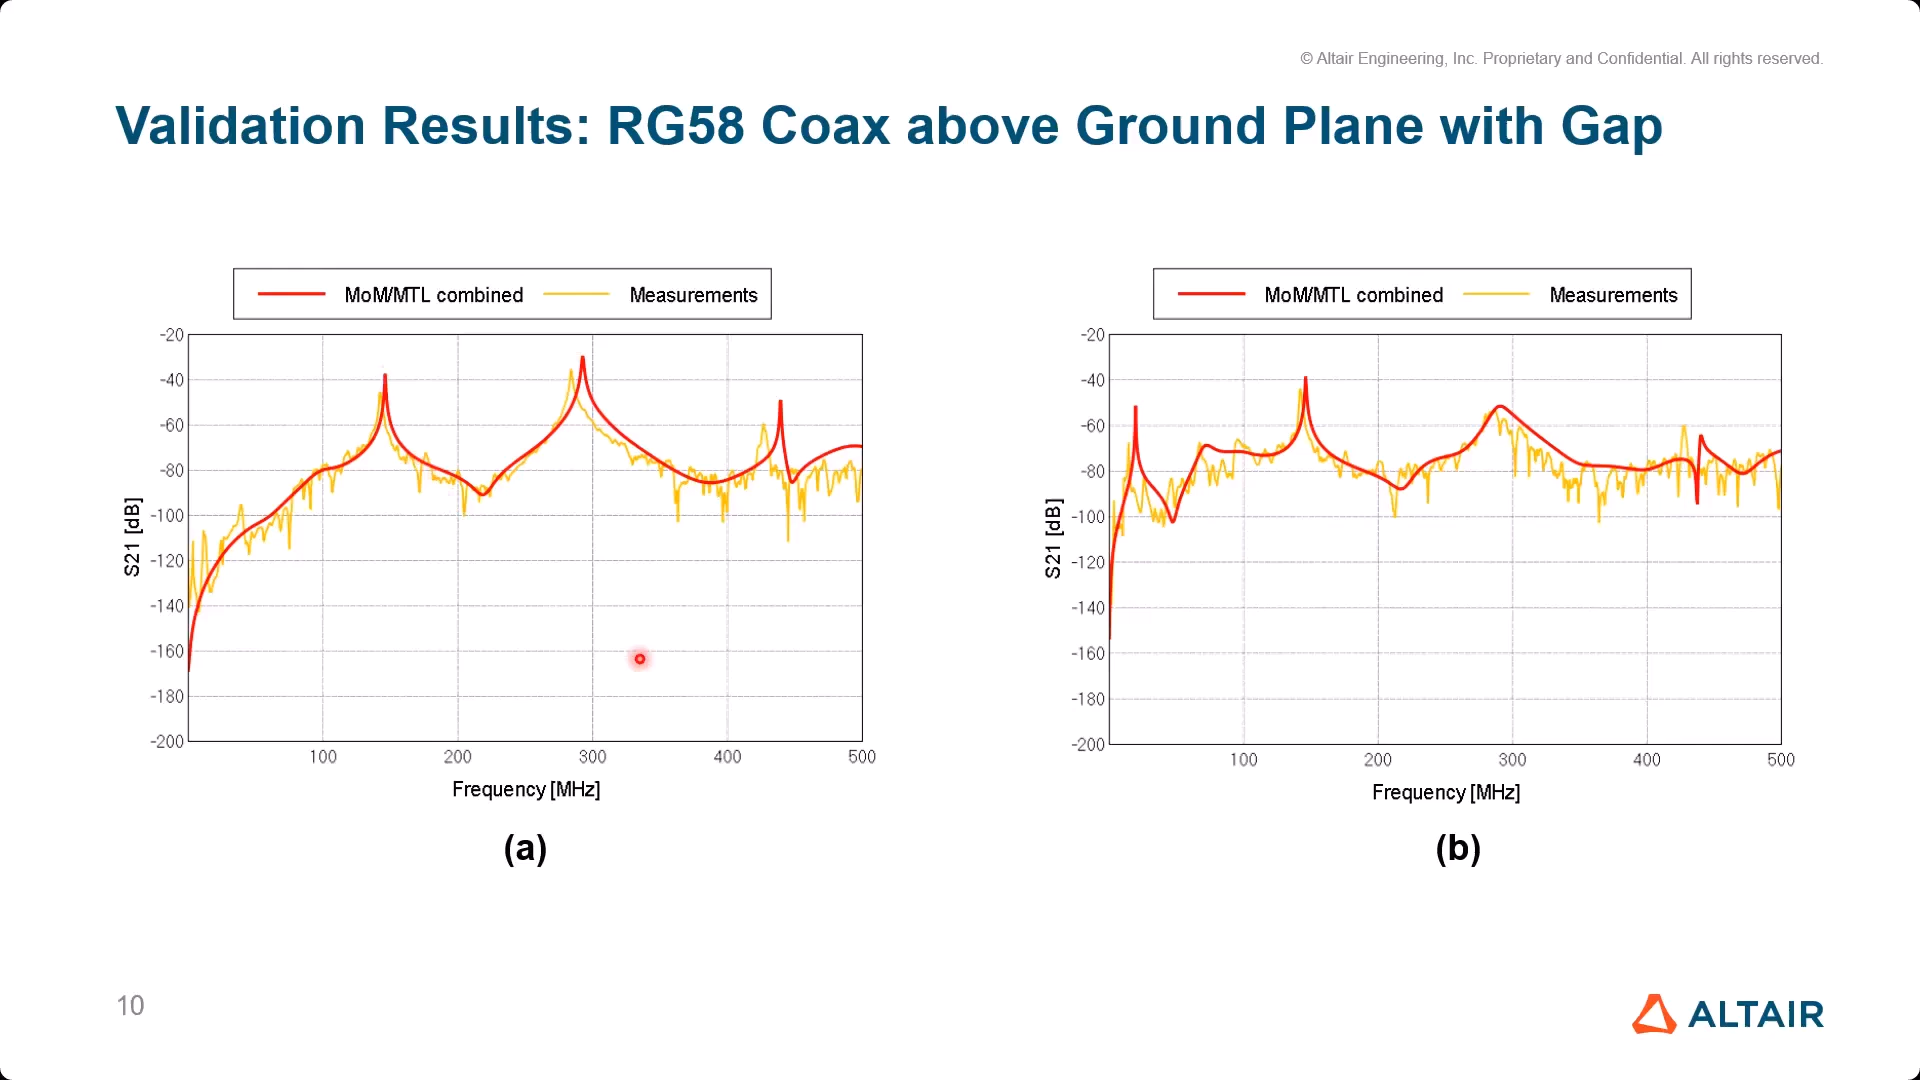 © Altair Engineering, Inc. Proprietary and Confidential. All rights reserved.
Validation Results: RG58 Coax above Ground Plane with Gap
MoM/MTL combined Measurements
-20
-40
-60
-80
-100
-120
-140
-160
-180
-200
S21 [dB]
100 200 300 400 500
Frequency [MHz]
(a)
MoM/MTL combined Measurements
-20
-40
-60
-80
-100
-120
-140
-160
-180
-200
S21 [dB]
100 200 300 400 500
Frequency [MHz]
(b)
10
ALTAIR